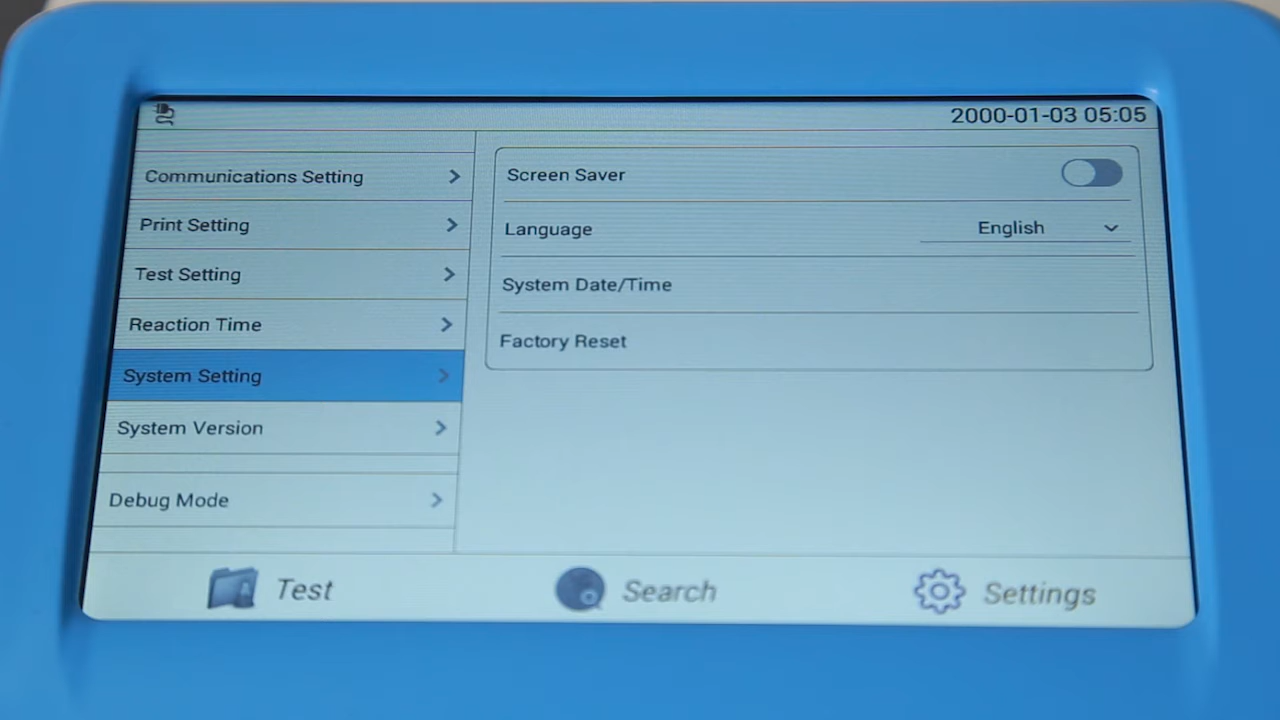 2000-01-03 05:05
Communications Setting
Print Setting
Test Setting
Reaction Time
System Setting
System Version
Debug Mode
Screen Saver
Language English
System Date/Time
Factory Reset
Test Search Settings